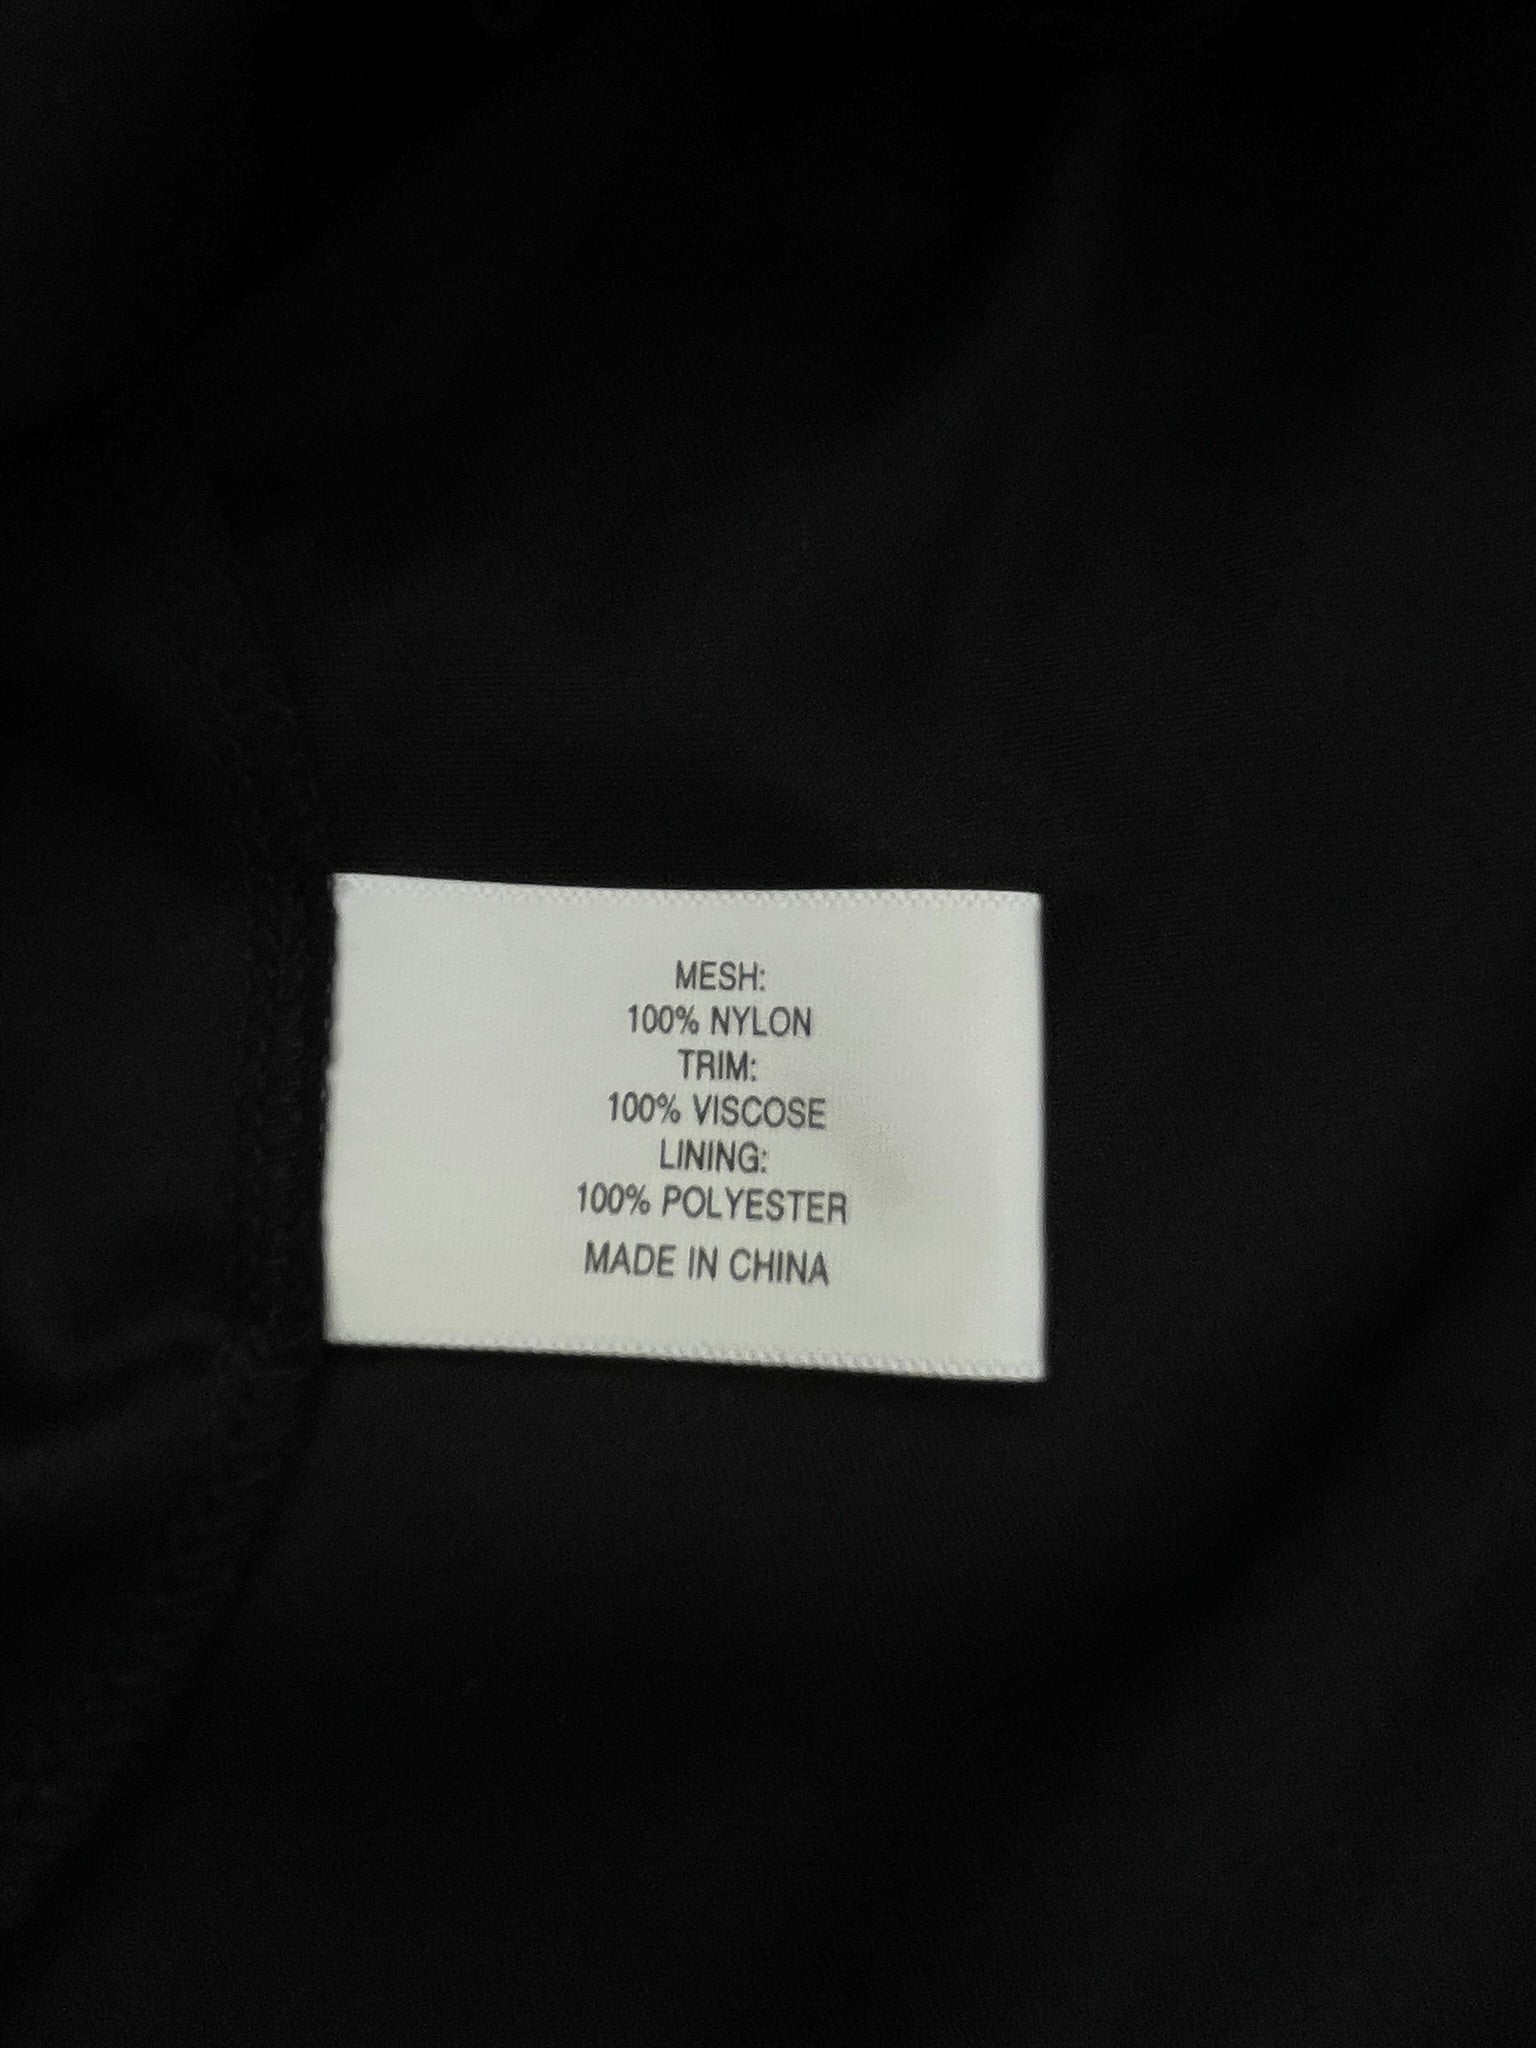 MESH:
100% NYLON
TRIM:
100% VISCOSE
LINING:
100% POLYESTER
MADE IN CHINA